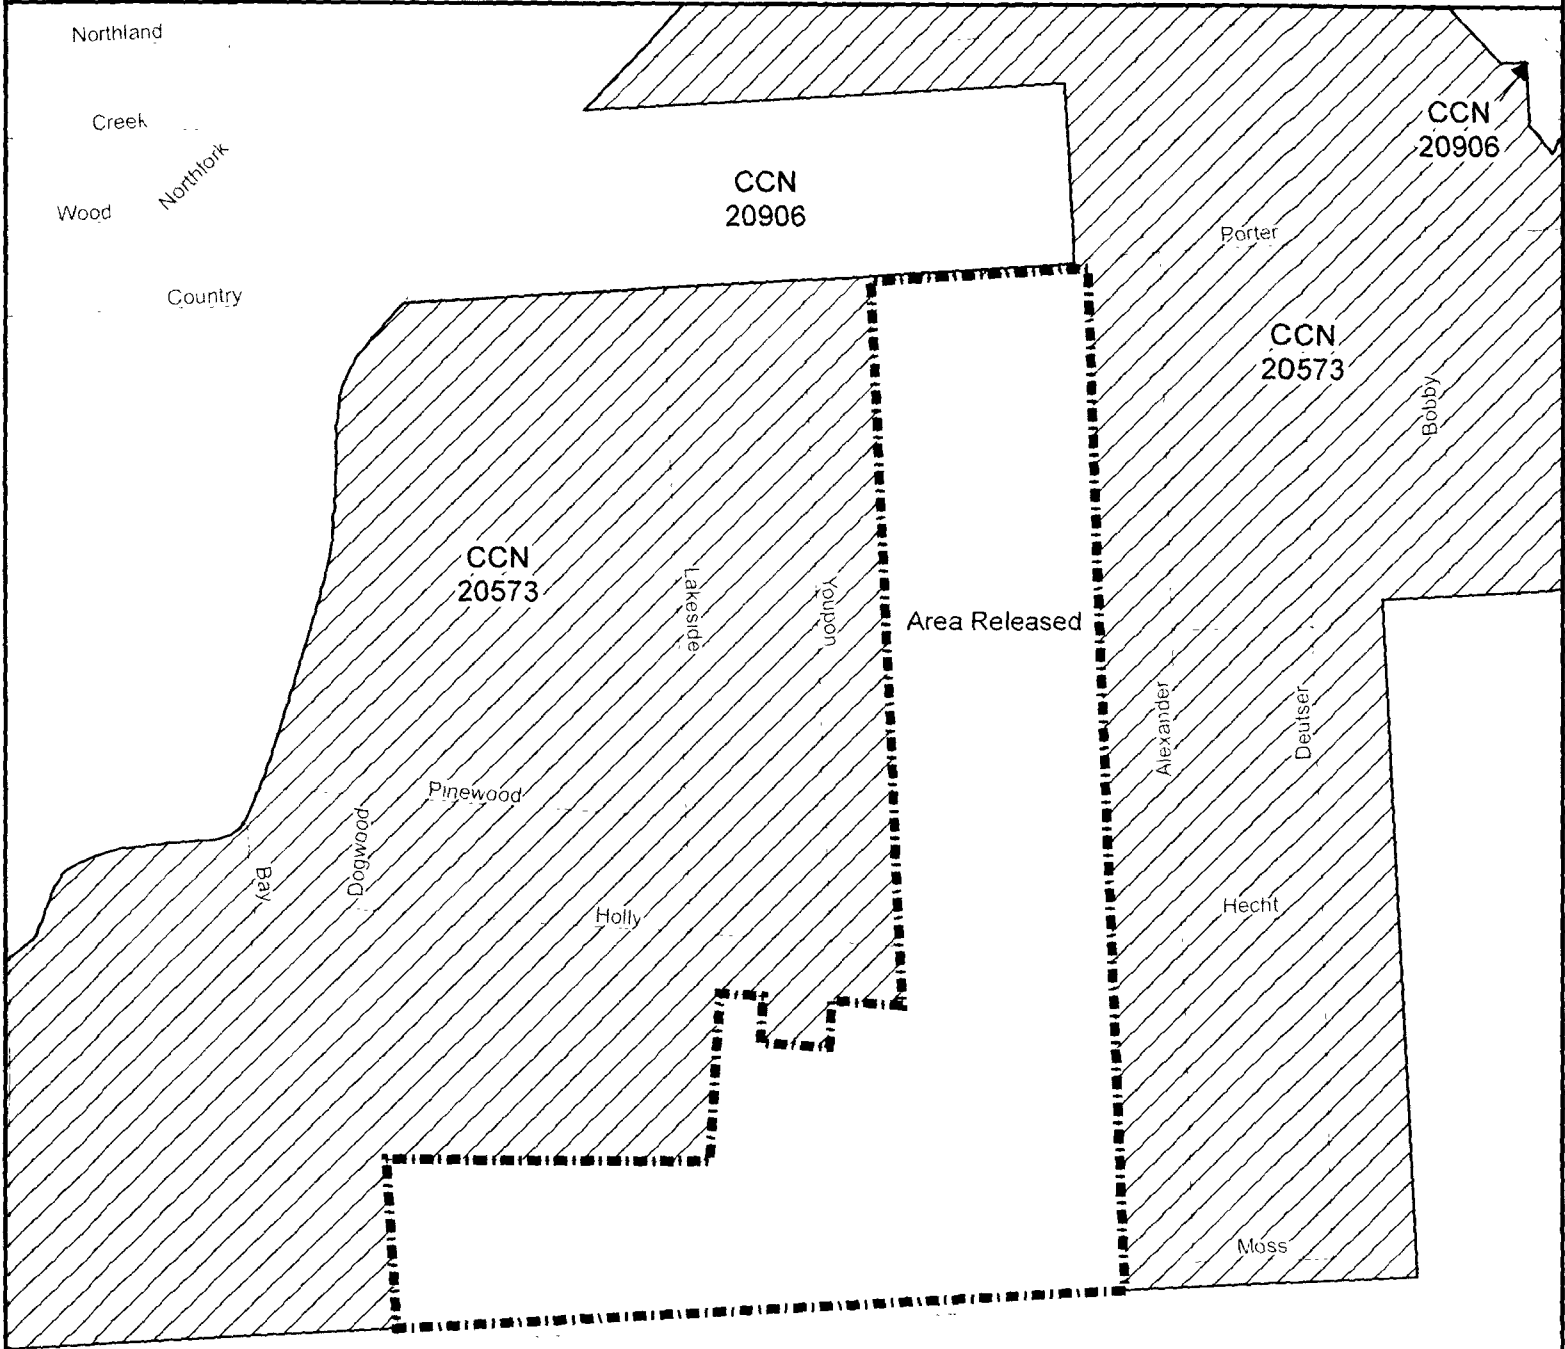 Northland
Creek
Northfork
Wood
Country
CCN
20906
CCN
20906
Porter
CCN
20573
Bobby
CCN
20573
Lakeside
Youpon
Area Released
Alexander
Deutser
Pinewood
Dogwood
Bay
Holly
Hecht
Moss